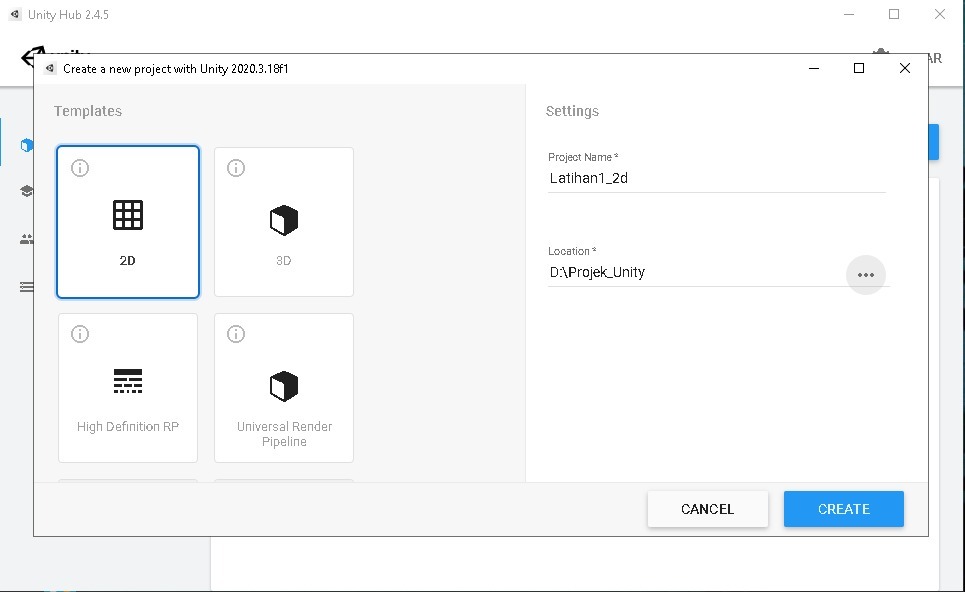 Unity Hub 2.4.5
Create a new project with Unity 2020.3.18f1
Templates
2D
3D
High Definition RP
Universal Render
Pipeline
Settings
Project Name *
Latihan1_2d
Location *
D:\Projek_Unity
CANCEL
CREATE